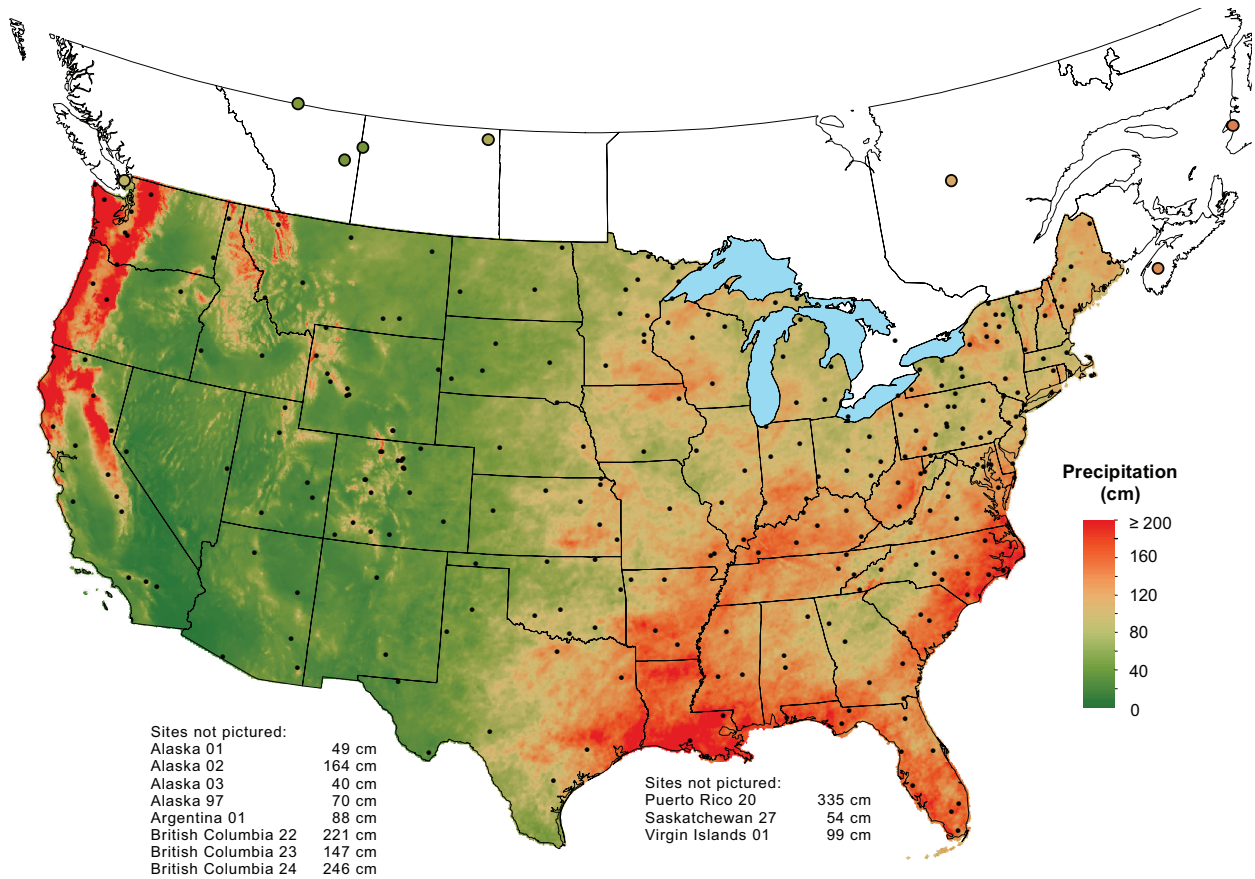 Precipitation
(cm)
≥ 200
160
120
80
40
0
Sites not pictured:
Alaska 01 49 cm
Alaska 02 164 cm
Alaska 03 40 cm
Alaska 97 70 cm
Argentina 01 88 cm
British Columbia 22 221 cm
British Columbia 23 147 cm
British Columbia 24 246 cm
Sites not pictured:
Puerto Rico 20 335 cm
Saskatchewan 27 54 cm
Virgin Islands 01 99 cm